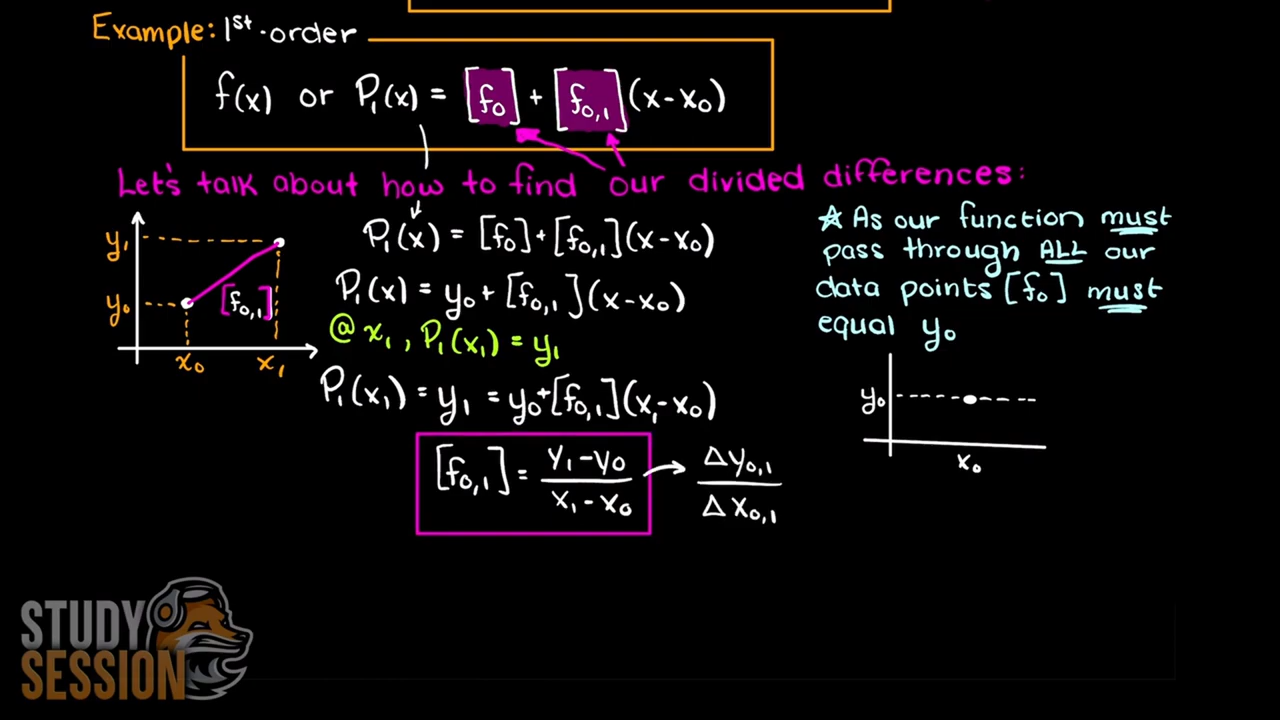 Example: 1st-order
f(x) or P₁(x) = [f₀] + [f₀,₁](x-x₀)
Let's talk about how to find our divided differences:
y₁
y₀
[f₀,₁]
x₀ x₁
P₁(x) = [f₀]+[f₀,₁](x-x₀)
P₁(x) = y₀+[f₀,₁](x-x₀)
@ x₁, P₁(x₁) = y₁
P₁(x₁) = y₁ = y₀+[f₀,₁](x₁-x₀)
[f₀,₁] = y₁-y₀ / x₁-x₀ → Δy₀,₁ / Δx₀,₁
★ As our function must
pass through ALL our
data points [f₀] must
equal y₀
y₀
x₀
STUDY
SESSION